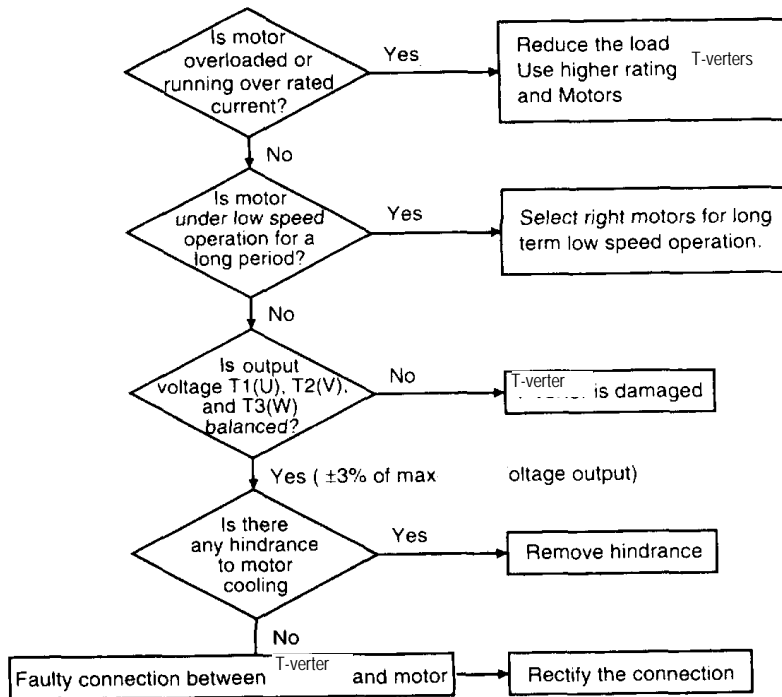 Is motor
overloaded or
running over rated
current?
Yes
Reduce the load
Use higher rating T-verters
and Motors
No
Is motor
under low speed
operation for a
long period?
Yes
Select right motors for long
term low speed operation.
No
Is output
voltage T1(U), T2(V),
and T3(W)
balanced?
No
T-verter is damaged
Yes ( ±3% of max oltage output)
Is there
any hindrance
to motor
cooling
Yes
Remove hindrance
No
Faulty connection between T-verter and motor
Rectify the connection